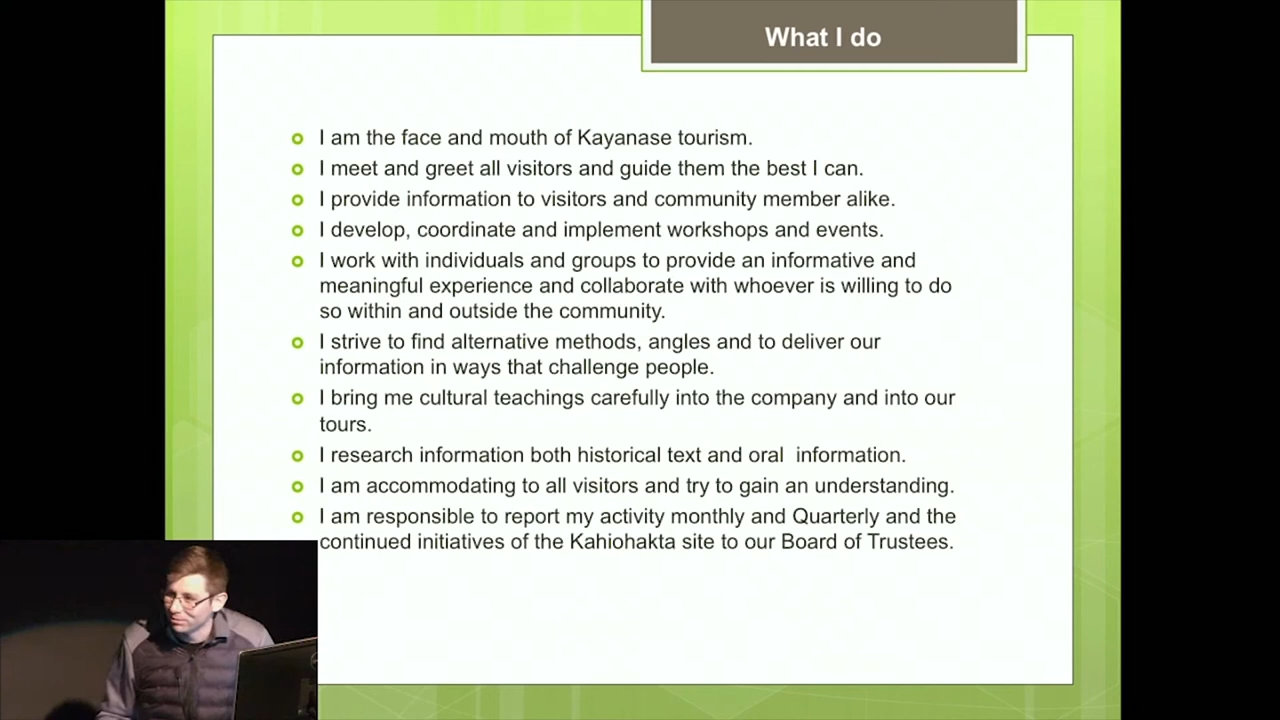 What I do
I am the face and mouth of Kayanase tourism.
I meet and greet all visitors and guide them the best I can.
I provide information to visitors and community member alike.
I develop, coordinate and implement workshops and events.
I work with individuals and groups to provide an informative and
meaningful experience and collaborate with whoever is willing to do
so within and outside the community.
I strive to find alternative methods, angles and to deliver our
information in ways that challenge people.
I bring me cultural teachings carefully into the company and into our
tours.
I research information both historical text and oral  information.
I am accommodating to all visitors and try to gain an understanding.
I am responsible to report my activity monthly and Quarterly and the
continued initiatives of the Kahiohakta site to our Board of Trustees.